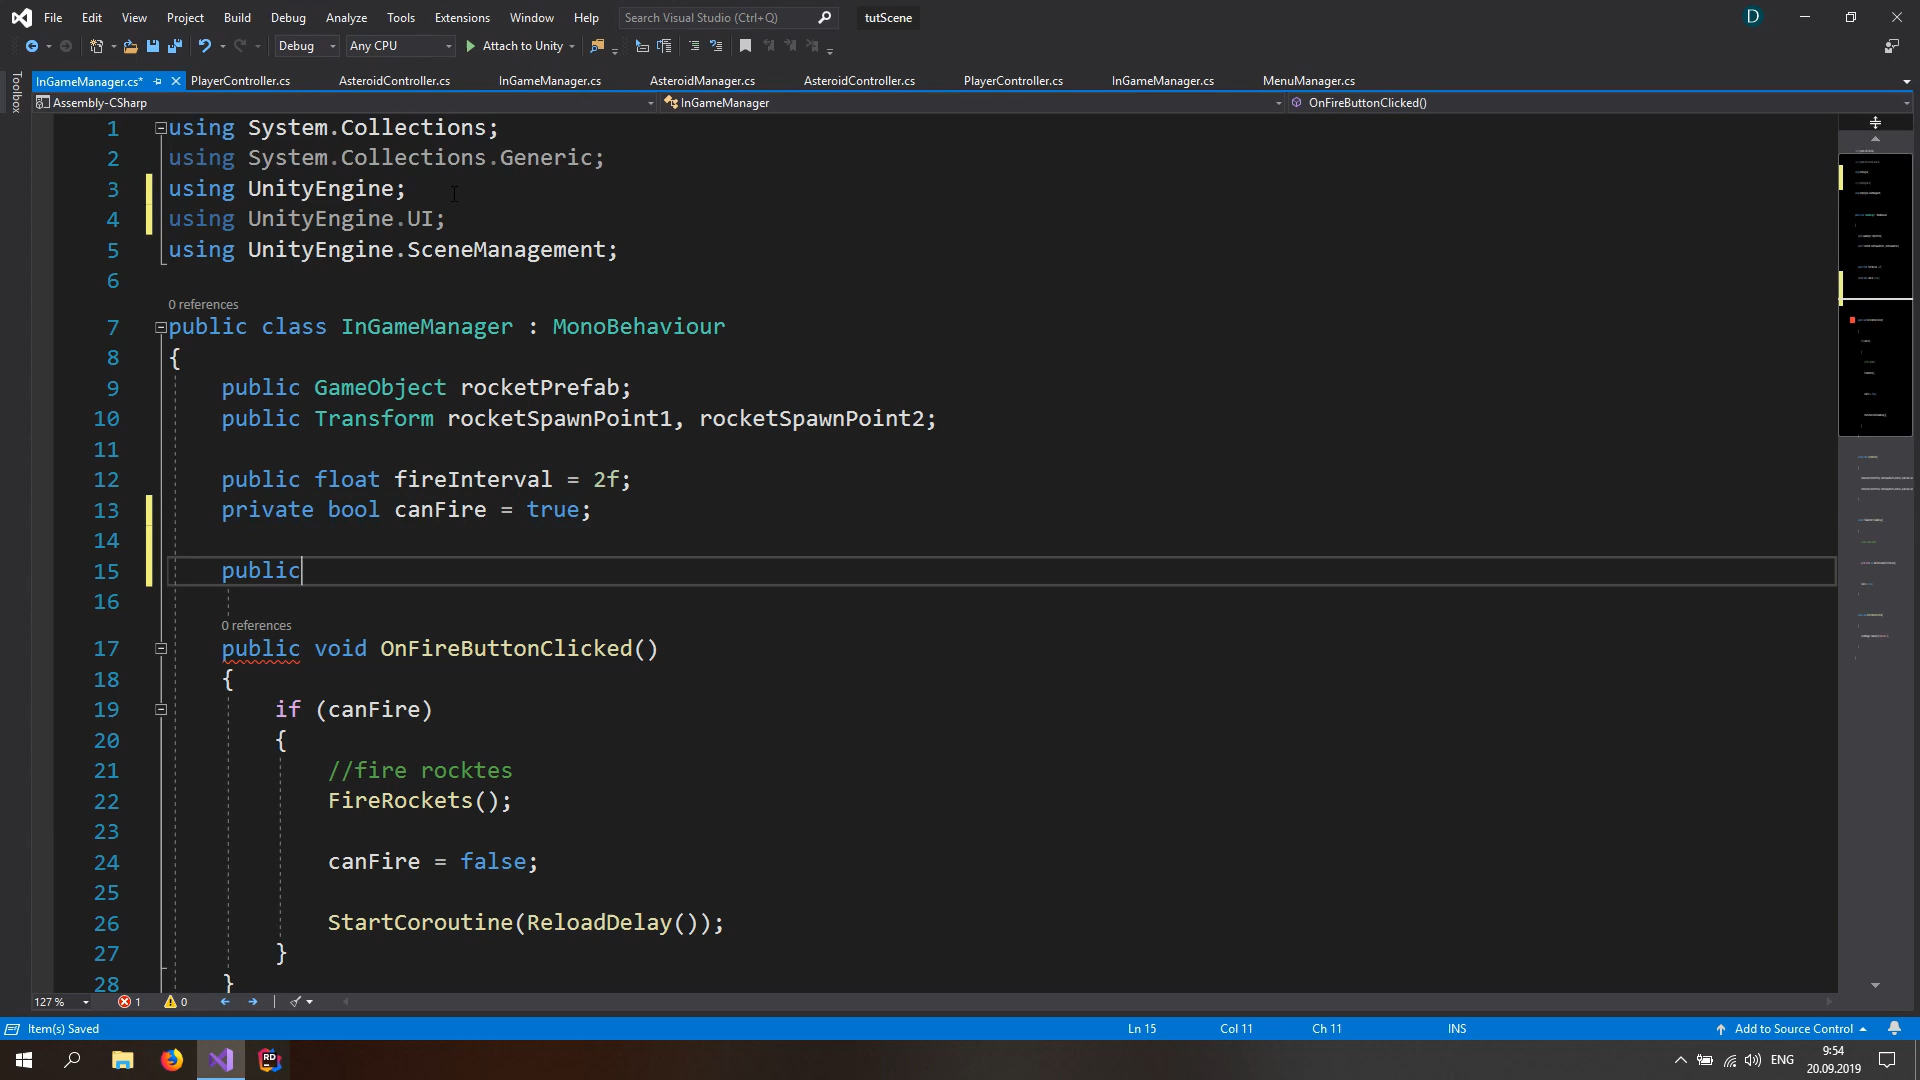 File Edit View Project Build Debug Analyze Tools Extensions Window Help Search Visual Studio (Ctrl+Q) tutScene D
Debug Any CPU Attach to Unity
Toolbox
InGameManager.cs* PlayerController.cs AsteroidController.cs InGameManager.cs AsteroidManager.cs AsteroidController.cs PlayerController.cs InGameManager.cs MenuManager.cs
Assembly-CSharp InGameManager OnFireButtonClicked()
1 using System.Collections;
2 using System.Collections.Generic;
3 using UnityEngine;
4 using UnityEngine.UI;
5 using UnityEngine.SceneManagement;
6
0 references
7 public class InGameManager : MonoBehaviour
8 {
9 public GameObject rocketPrefab;
10 public Transform rocketSpawnPoint1, rocketSpawnPoint2;
11
12 public float fireInterval = 2f;
13 private bool canFire = true;
14
15 public
16
0 references
17 public void OnFireButtonClicked()
18 {
19 if (canFire)
20 {
21 //fire rocktes
22 FireRockets();
23
24 canFire = false;
25
26 StartCoroutine(ReloadDelay());
27 }
28 }
127 % 1 0
Item(s) Saved Ln 15 Col 11 Ch 11 INS Add to Source Control
RD ENG 9:54
20.09.2019